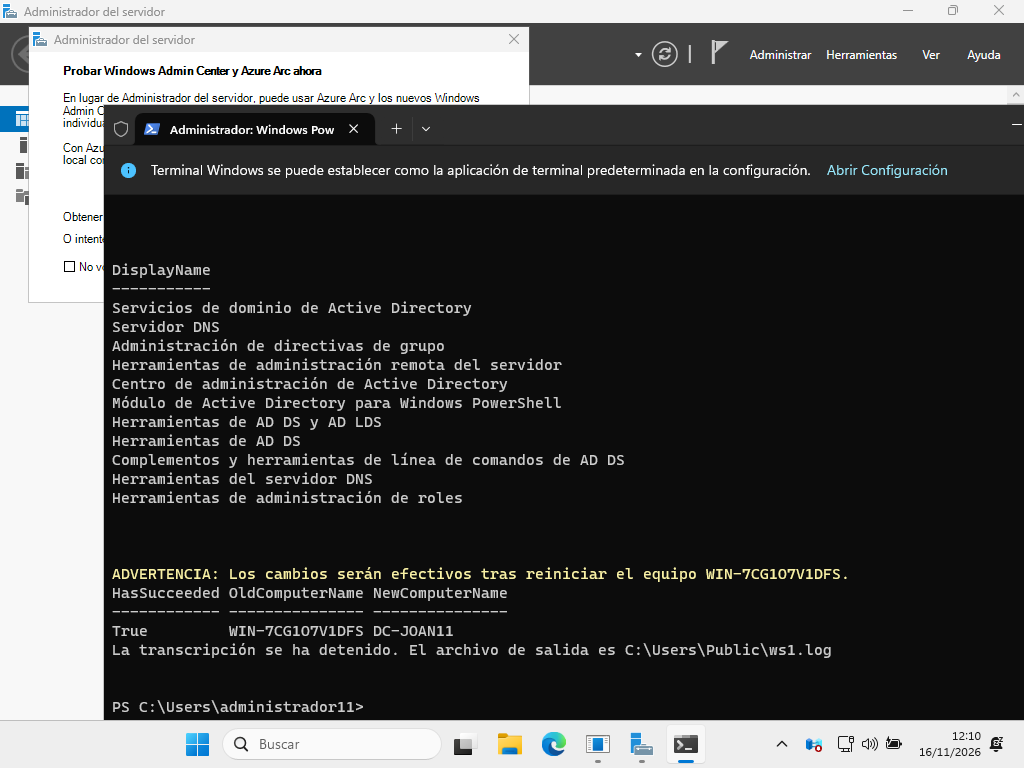 Administrador del servidor
Administrador del servidor
Administrar Herramientas Ver Ayuda
Probar Windows Admin Center y Azure Arc ahora
En lugar de Administrador del servidor, puede usar Azure Arc y los nuevos Windows
Admin C
individua
Con Azu
local co
Obtener
O intente
No v
Administrador: Windows Pow
Terminal Windows se puede establecer como la aplicación de terminal predeterminada en la configuración. Abrir Configuración
DisplayName
-----------
Servicios de dominio de Active Directory
Servidor DNS
Administración de directivas de grupo
Herramientas de administración remota del servidor
Centro de administración de Active Directory
Módulo de Active Directory para Windows PowerShell
Herramientas de AD DS y AD LDS
Herramientas de AD DS
Complementos y herramientas de línea de comandos de AD DS
Herramientas del servidor DNS
Herramientas de administración de roles
ADVERTENCIA: Los cambios serán efectivos tras reiniciar el equipo WIN-7CG1O7V1DFS.
HasSucceeded OldComputerName NewComputerName
------------ --------------- ---------------
True WIN-7CG1O7V1DFS DC-JOAN11
La transcripción se ha detenido. El archivo de salida es C:\Users\Public\ws1.log
PS C:\Users\administrador11>
Buscar
12:10
16/11/2026